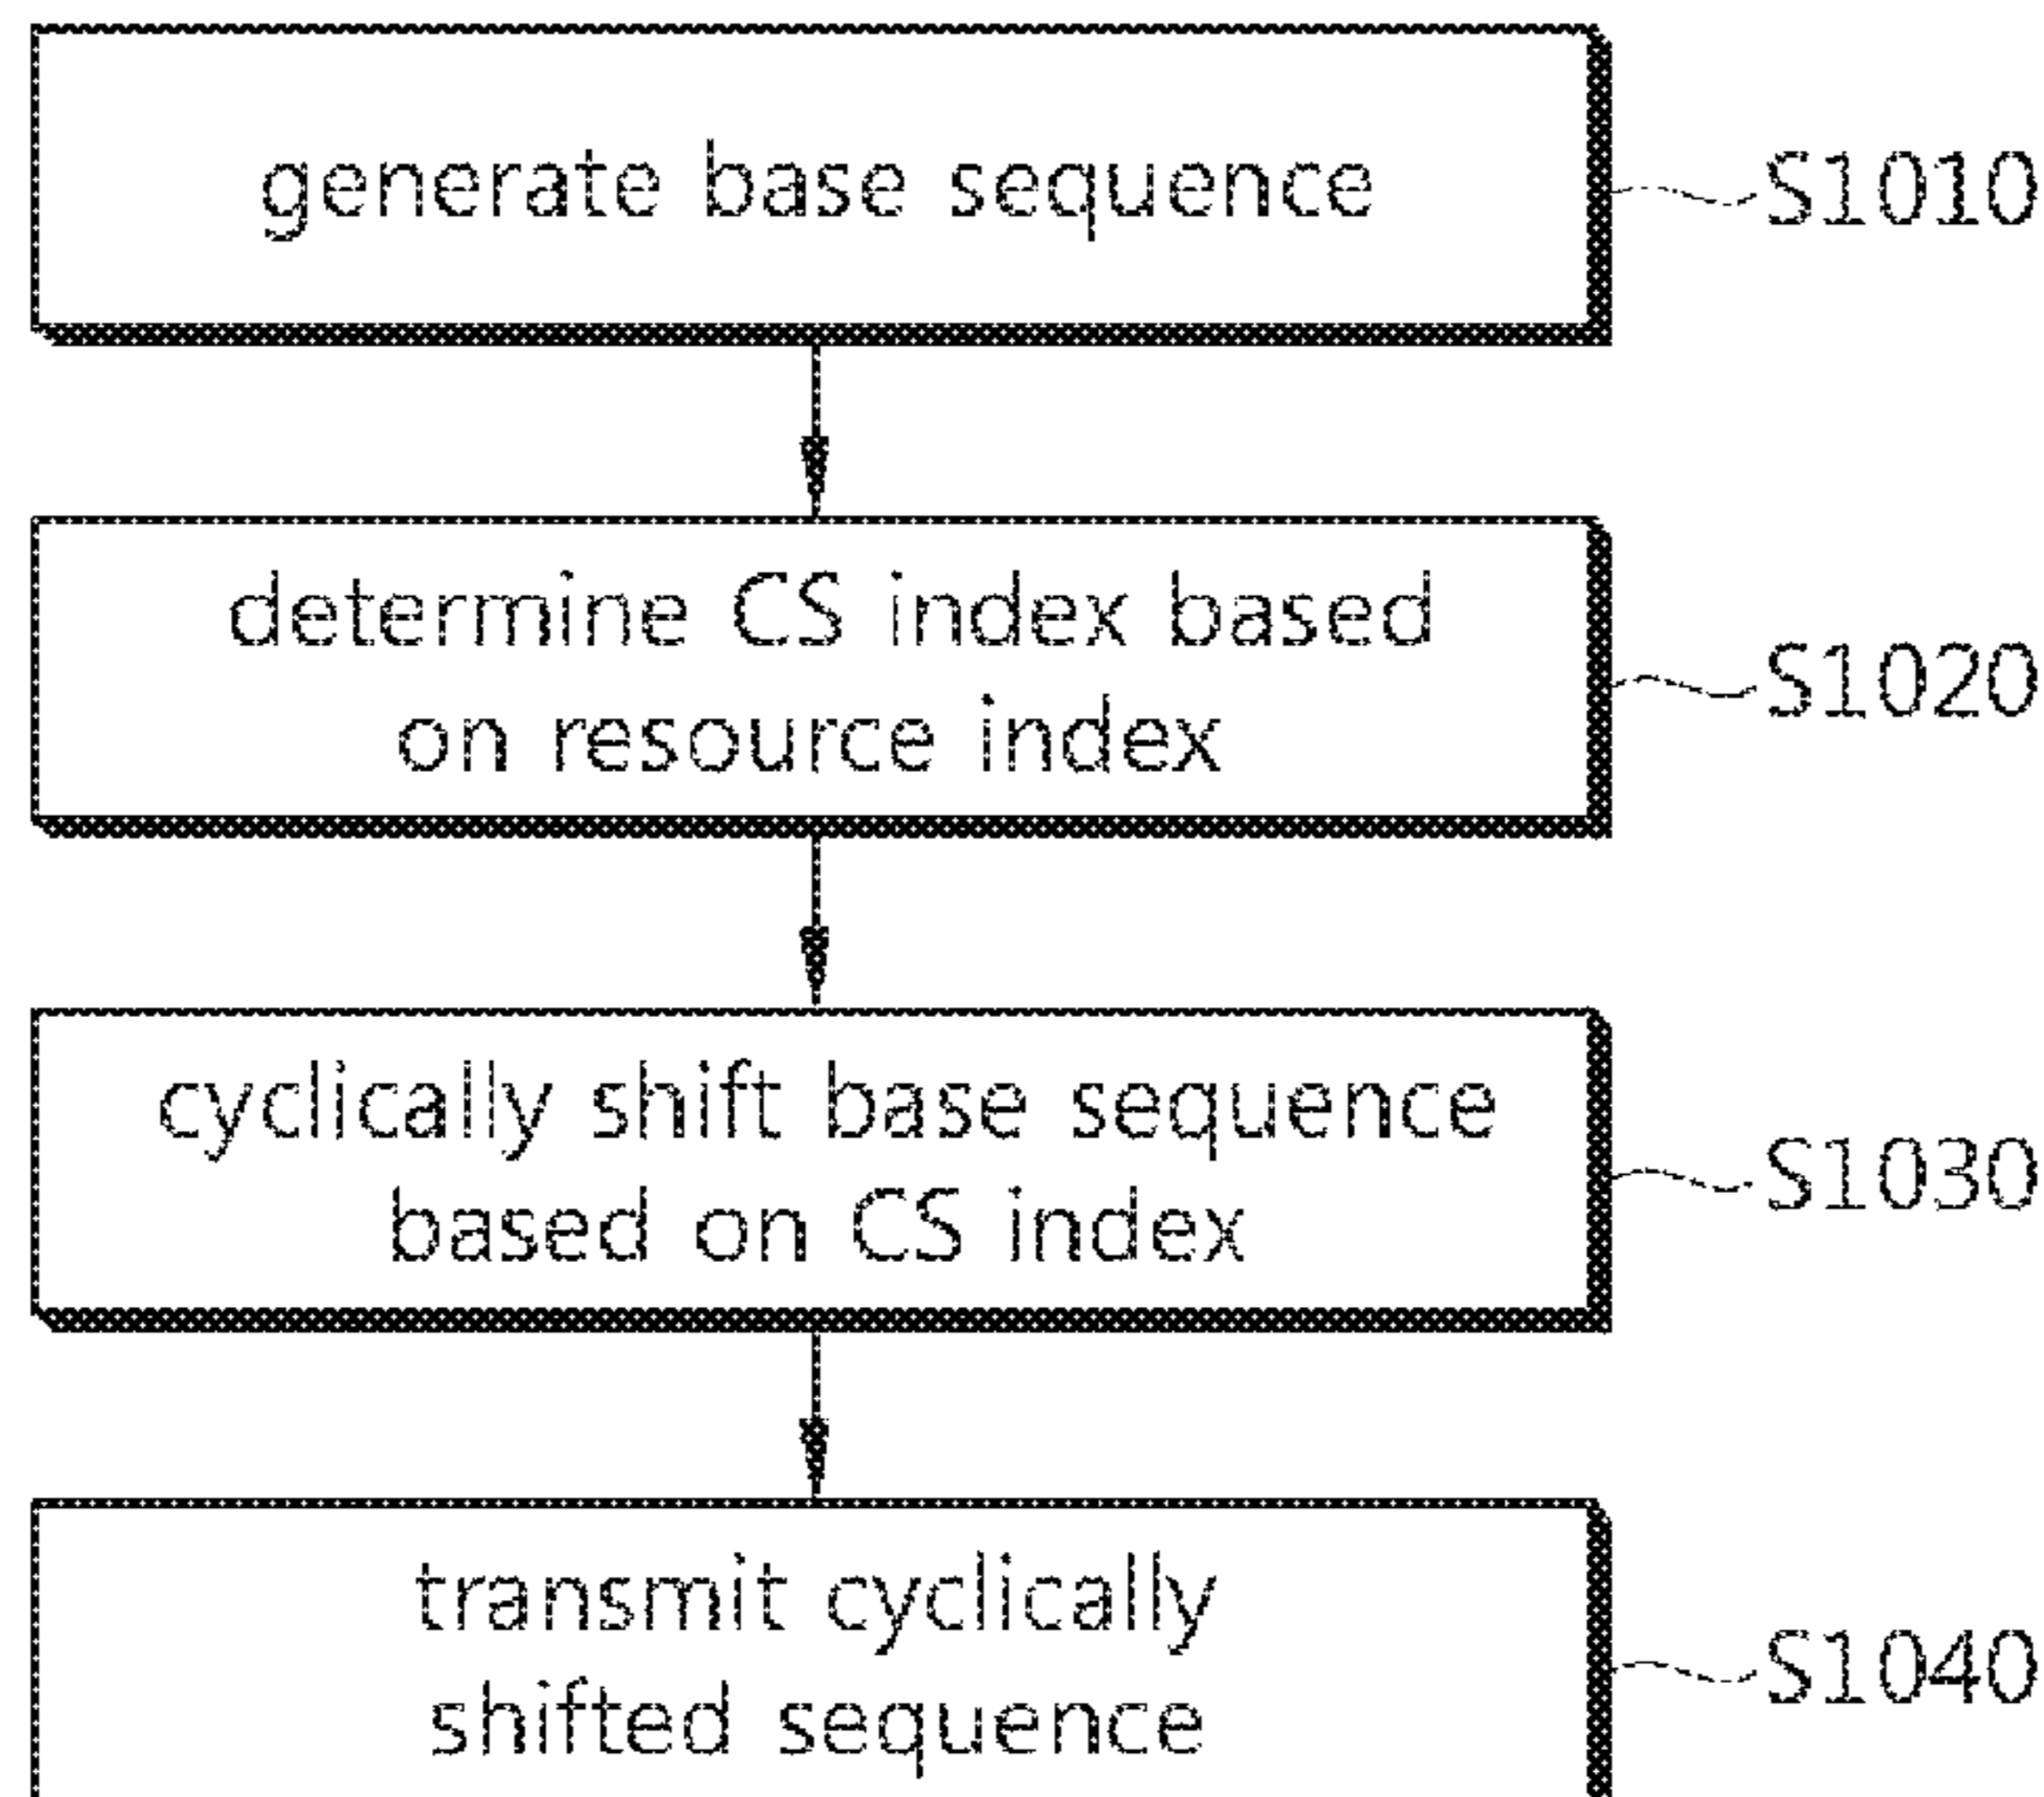 generate base sequence
S1010
determine CS index based
on resource index
S1020
cyclically shift base sequence
based on CS index
S1030
transmit cyclically
shifted sequence
S1040